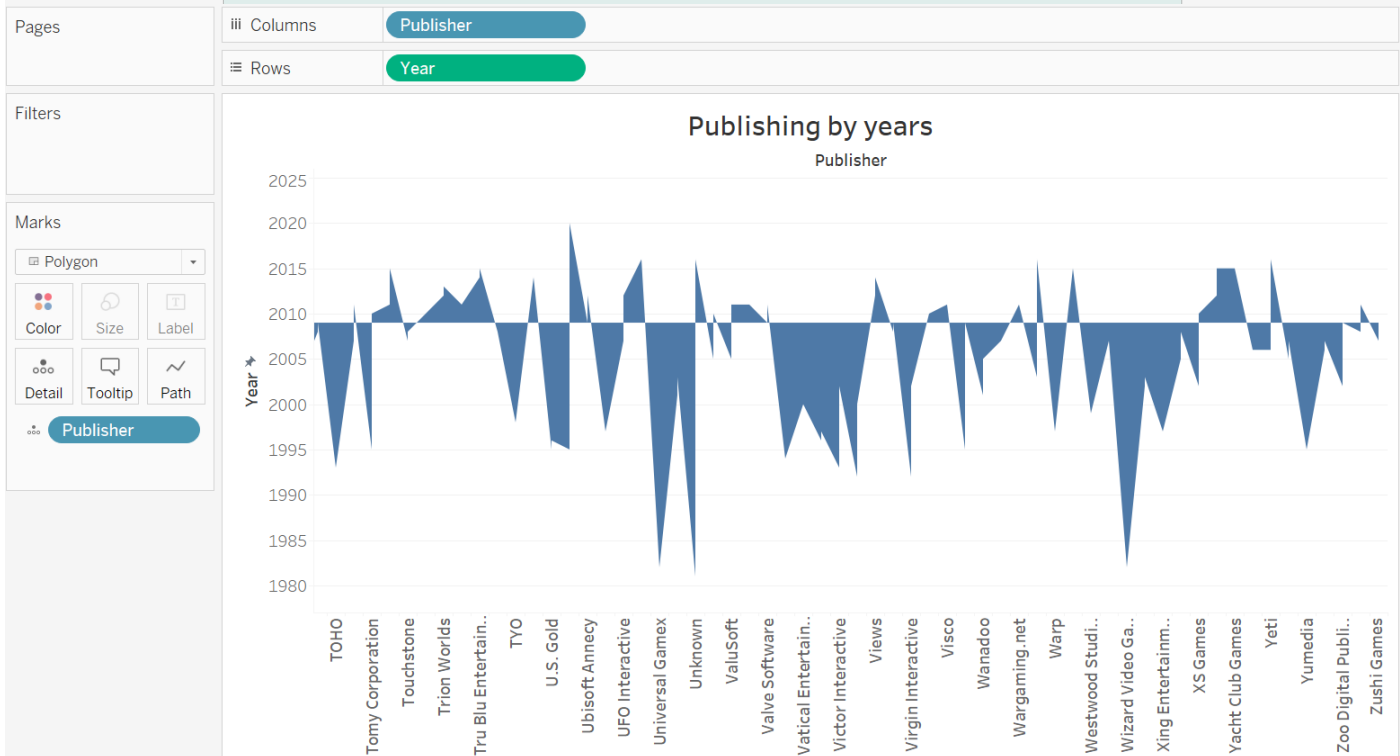 Pages
Columns
Publisher
Rows
Year
Filters
Marks
Polygon
Color
Size
Label
Detail
Tooltip
Path
Publisher
Publishing by years
Publisher
2025
2020
2015
2010
2005
2000
1995
1990
1985
1980
Year
TOHO
Tomy Corporation
Touchstone
Trion Worlds
Tru Blu Entertain..
TYO
U.S. Gold
Ubisoft Annecy
UFO Interactive
Universal Gamex
Unknown
ValuSoft
Valve Software
Vatical Entertain..
Victor Interactive
Views
Virgin Interactive
Visco
Wanadoo
Wargaming.net
Warp
Westwood Studi..
Wizard Video Ga..
Xing Entertainm..
XS Games
Yacht Club Games
Yeti
Yumedia
Zoo Digital Publi..
Zushi Games